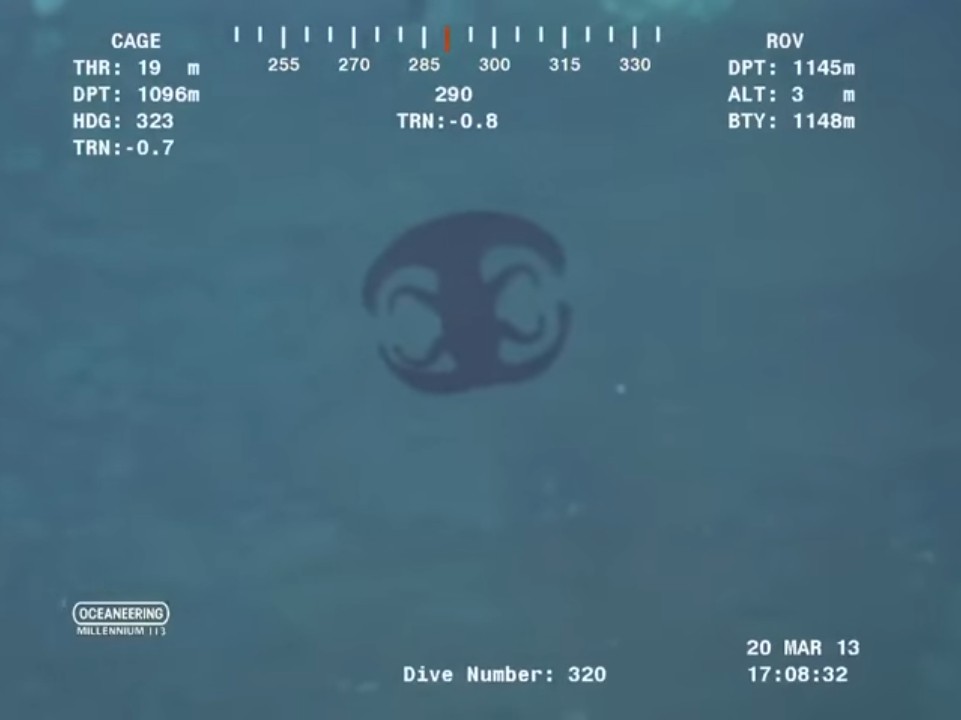 CAGE
THR: 19 m
DPT: 1096m
HDG: 323
TRN:-0.7
255 270 285 300 315 330
290
TRN:-0.8
ROV
DPT: 1145m
ALT: 3 m
BTY: 1148m
OCEANEERING
MILLENNIUM 113
Dive Number: 320
20 MAR 13
17:08:32